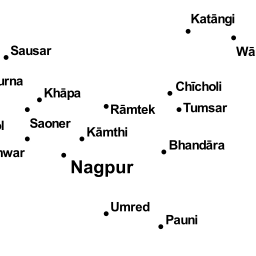 Katāngi
Sausar
Wā
urna
Khāpa
Chīcholi
Rāmtek
Tumsar
ol
Saoner
Kāmthi
Bhandāra
nwar
Nagpur
Umred
Pauni